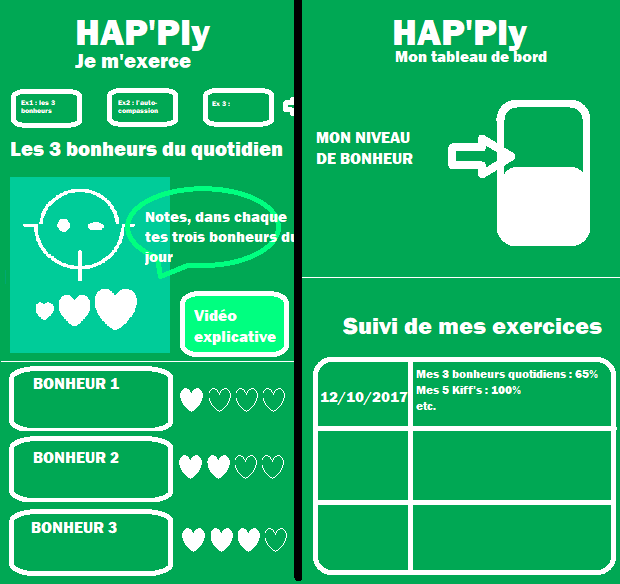 HAP'Ply
Je m'exerce
Ex1 : les 3
bonheurs
Ex2 : l'auto-
compassion
Ex 3 :
Les 3 bonheurs du quotidien
Notes, dans chaque
tes trois bonheurs du
jour
Vidéo
explicative
BONHEUR 1
BONHEUR 2
BONHEUR 3
HAP'Ply
Mon tableau de bord
MON NIVEAU
DE BONHEUR
Suivi de mes exercices
12/10/2017
Mes 3 bonheurs quotidiens : 65%
Mes 5 Kiff's : 100%
etc.